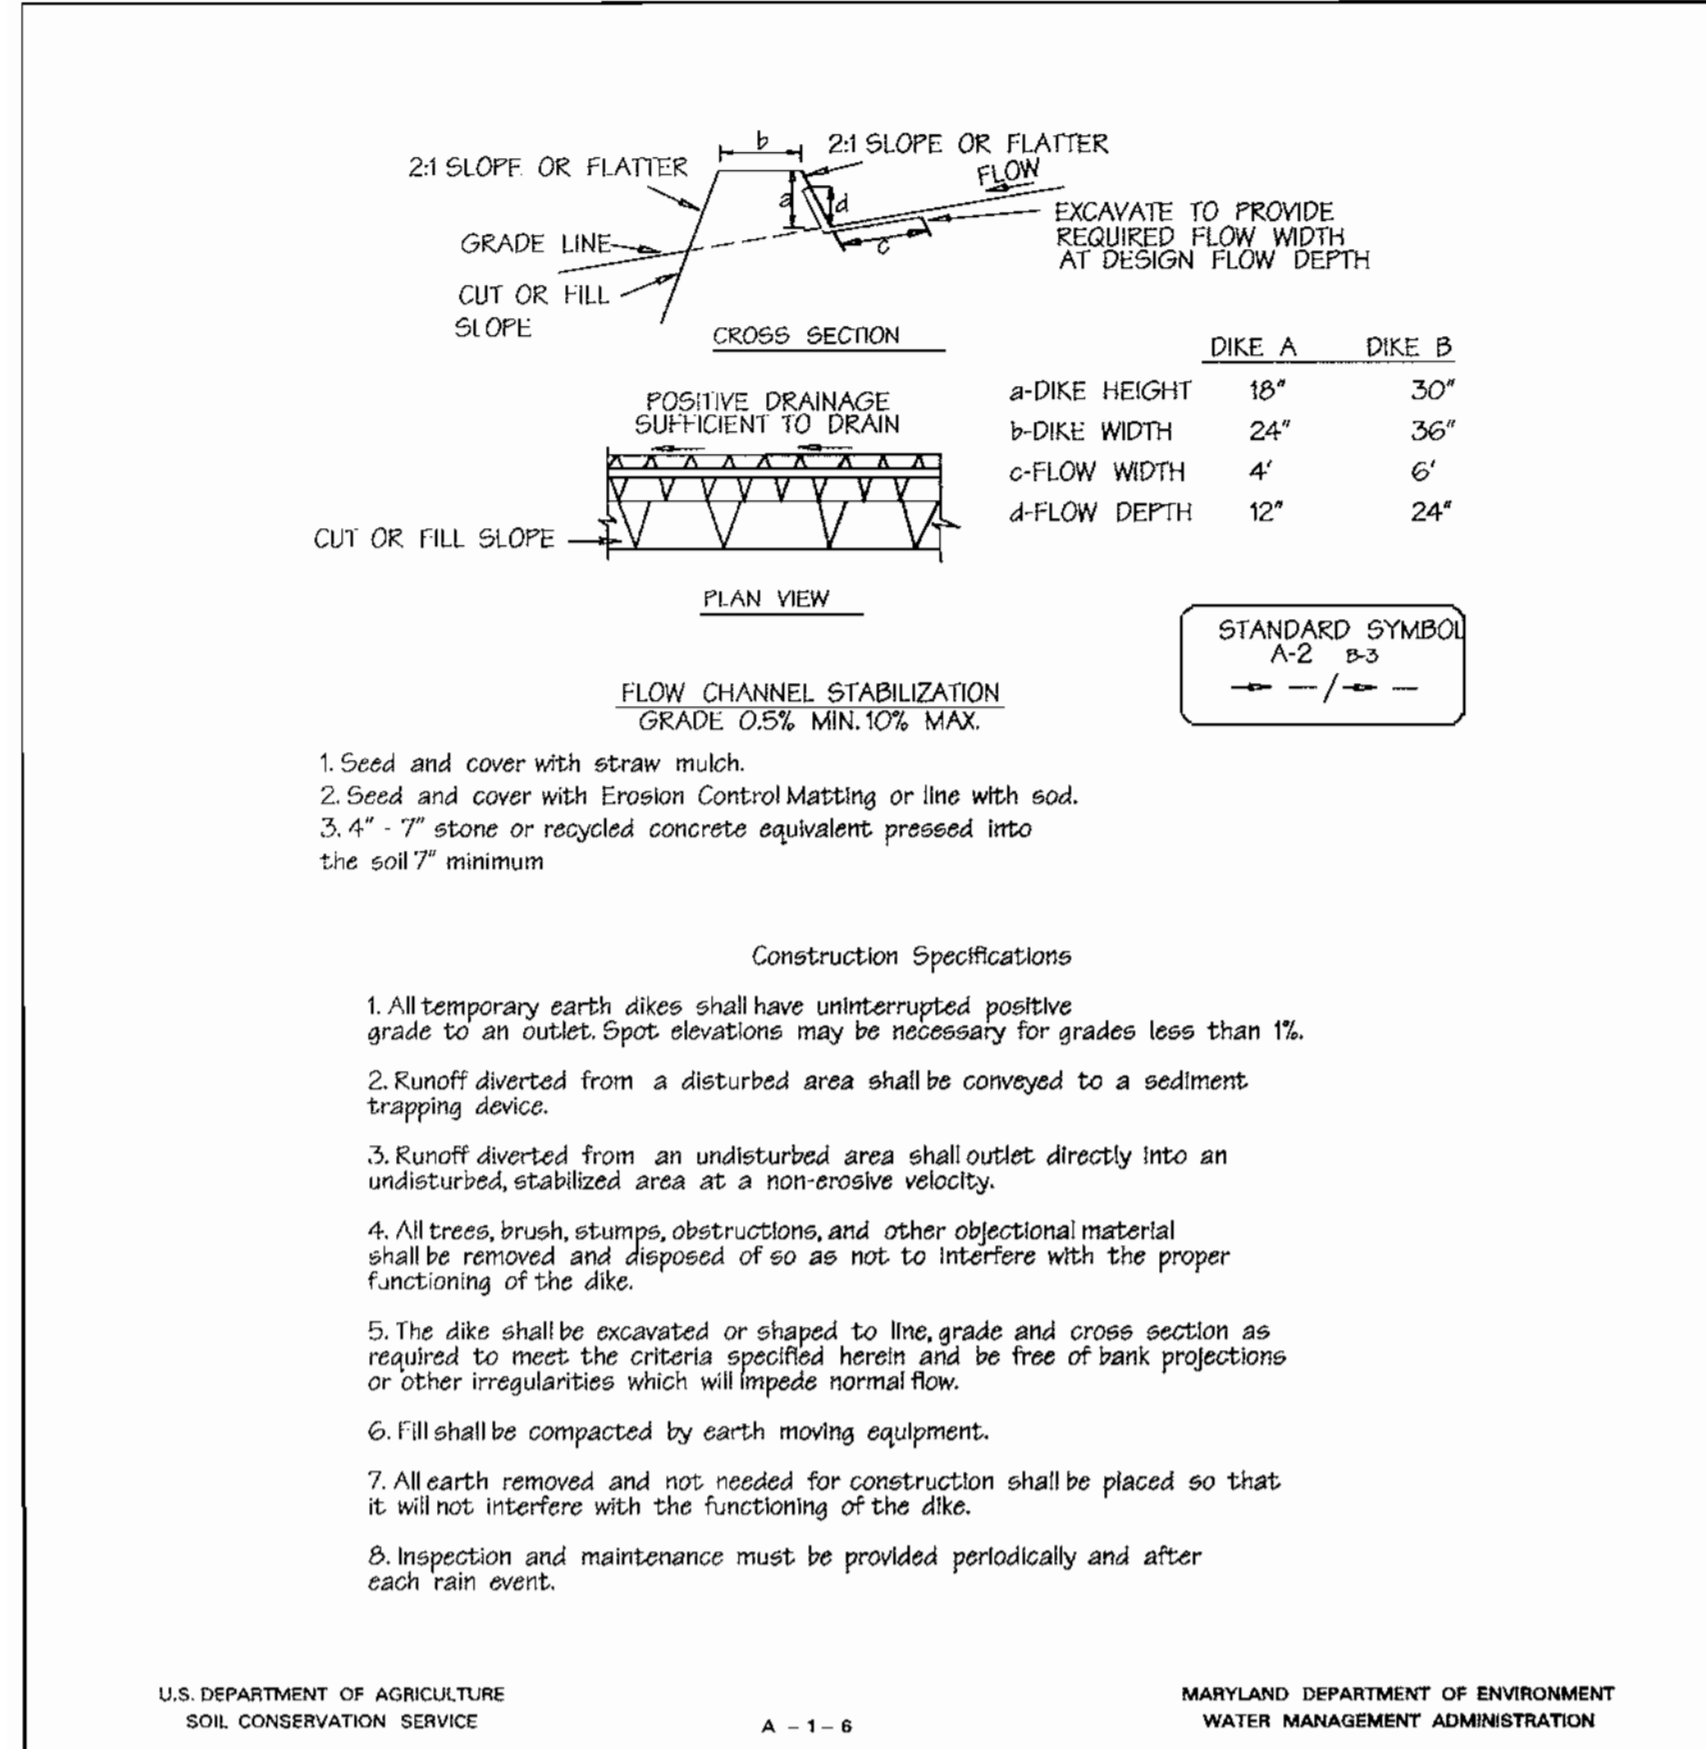 b
2:1 SLOPE OR FLATTER
2:1 SLOPE OR FLATTER
FLOW
a
d
EXCAVATE TO PROVIDE
REQUIRED FLOW WIDTH
AT DESIGN FLOW DEPTH
GRADE LINE
c
CUT OR FILL
SLOPE
CROSS SECTION
DIKE A DIKE B
a-DIKE HEIGHT 18" 30"
b-DIKE WIDTH 24" 36"
c-FLOW WIDTH 4' 6'
d-FLOW DEPTH 12" 24"
POSITIVE DRAINAGE
SUFFICIENT TO DRAIN
CUT OR FILL SLOPE
PLAN VIEW
STANDARD SYMBOL
A-2 B-3
FLOW CHANNEL STABILIZATION
GRADE 0.5% MIN. 10% MAX.
1. Seed and cover with straw mulch.
2. Seed and cover with Erosion Control Matting or line with sod.
3. 4" - 7" stone or recycled concrete equivalent pressed into
the soil 7" minimum
Construction Specifications
1. All temporary earth dikes shall have uninterrupted positive
grade to an outlet. Spot elevations may be necessary for grades less than 1%.
2. Runoff diverted from a disturbed area shall be conveyed to a sediment
trapping device.
3. Runoff diverted from an undisturbed area shall outlet directly into an
undisturbed, stabilized area at a non-erosive velocity.
4. All trees, brush, stumps, obstructions, and other objectional material
shall be removed and disposed of so as not to interfere with the proper
functioning of the dike.
5. The dike shall be excavated or shaped to line, grade and cross section as
required to meet the criteria specified herein and be free of bank projections
or other irregularities which will impede normal flow.
6. Fill shall be compacted by earth moving equipment.
7. All earth removed and not needed for construction shall be placed so that
it will not interfere with the functioning of the dike.
8. Inspection and maintenance must be provided periodically and after
each rain event.
U.S. DEPARTMENT OF AGRICULTURE
SOIL CONSERVATION SERVICE
A - 1 - 6
MARYLAND DEPARTMENT OF ENVIRONMENT
WATER MANAGEMENT ADMINISTRATION